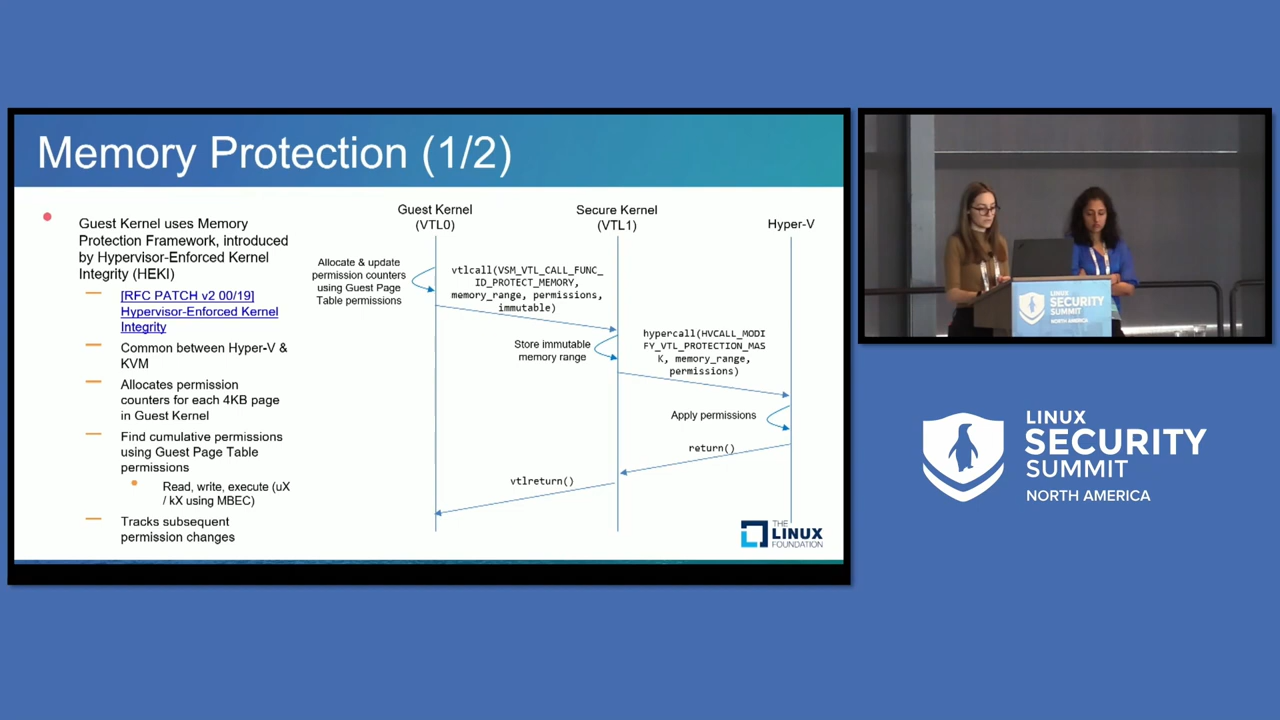 Memory Protection (1/2)
Guest Kernel uses Memory
Protection Framework, introduced
by Hypervisor-Enforced Kernel
Integrity (HEKI)
[RFC PATCH v2 00/19]
Hypervisor-Enforced Kernel
Integrity
Common between Hyper-V &
KVM
Allocates permission
counters for each 4KB page
in Guest Kernel
Find cumulative permissions
using Guest Page Table
permissions
Read, write, execute (uX
/ kX using MBEC)
Tracks subsequent
permission changes
Guest Kernel
(VTL0)
Secure Kernel
(VTL1)
Hyper-V
Allocate & update
permission counters
using Guest Page
Table permissions
vtlcall(VSM_VTL_CALL_FUNC_
ID_PROTECT_MEMORY,
memory_range, permissions,
immutable)
Store immutable
memory range
hypercall(HVCALL_MODI
FY_VTL_PROTECTION_MAS
K, memory_range,
permissions)
Apply permissions
return()
vtlreturn()
THE
LINUX
FOUNDATION
LINUX
SECURITY
SUMMIT
NORTH AMERICA
LINUX
SECURITY
SUMMIT
NORTH AMERICA